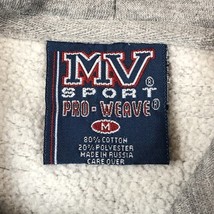 MV®
SPORT
PRO-WEAVE®
M
80% COTTON
20% POLYESTER
MADE IN RUSSIA
CARE OVER